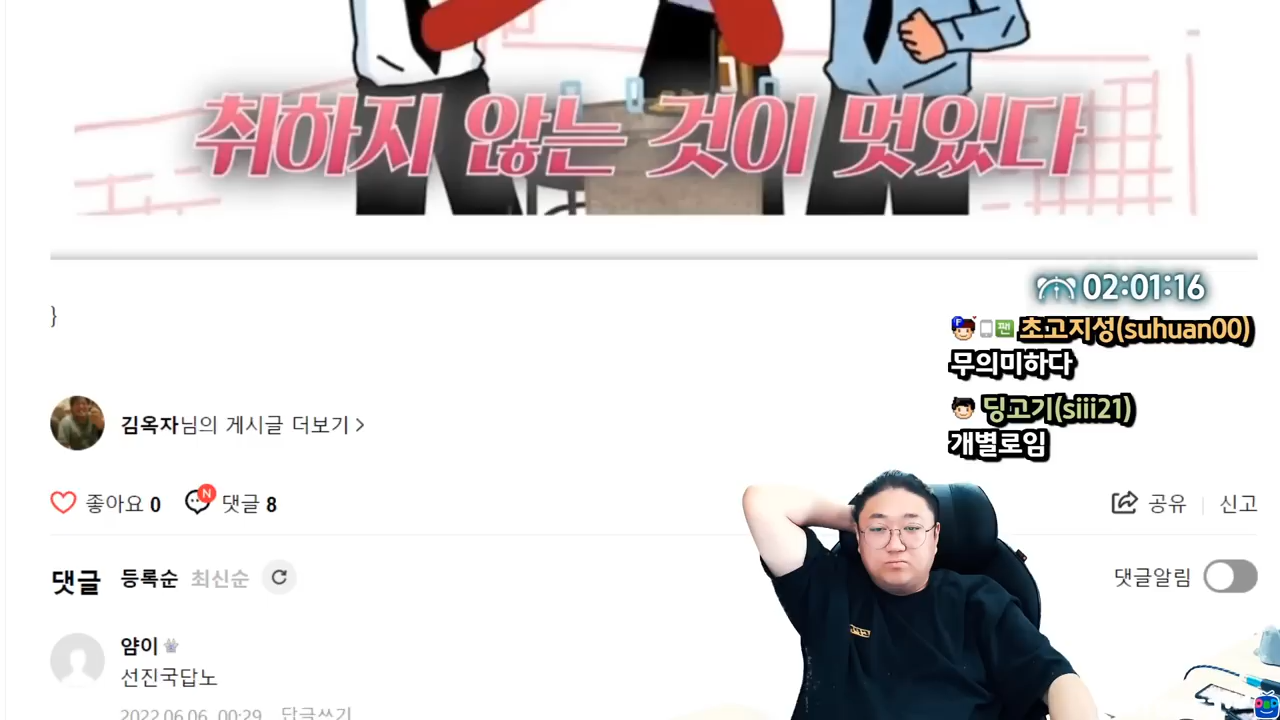 취하지 않는 것이 멋있다
02:01:16
}
팬 초고지성(suhuan00)
무의미하다
딩고기(siii21)
개별로임
김옥자님의 게시글 더보기 >
좋아요 0 N 댓글 8
공유 신고
댓글 등록순 최신순
댓글알림
얌이
선진국답노
2022.06.06. 00:29 답글쓰기